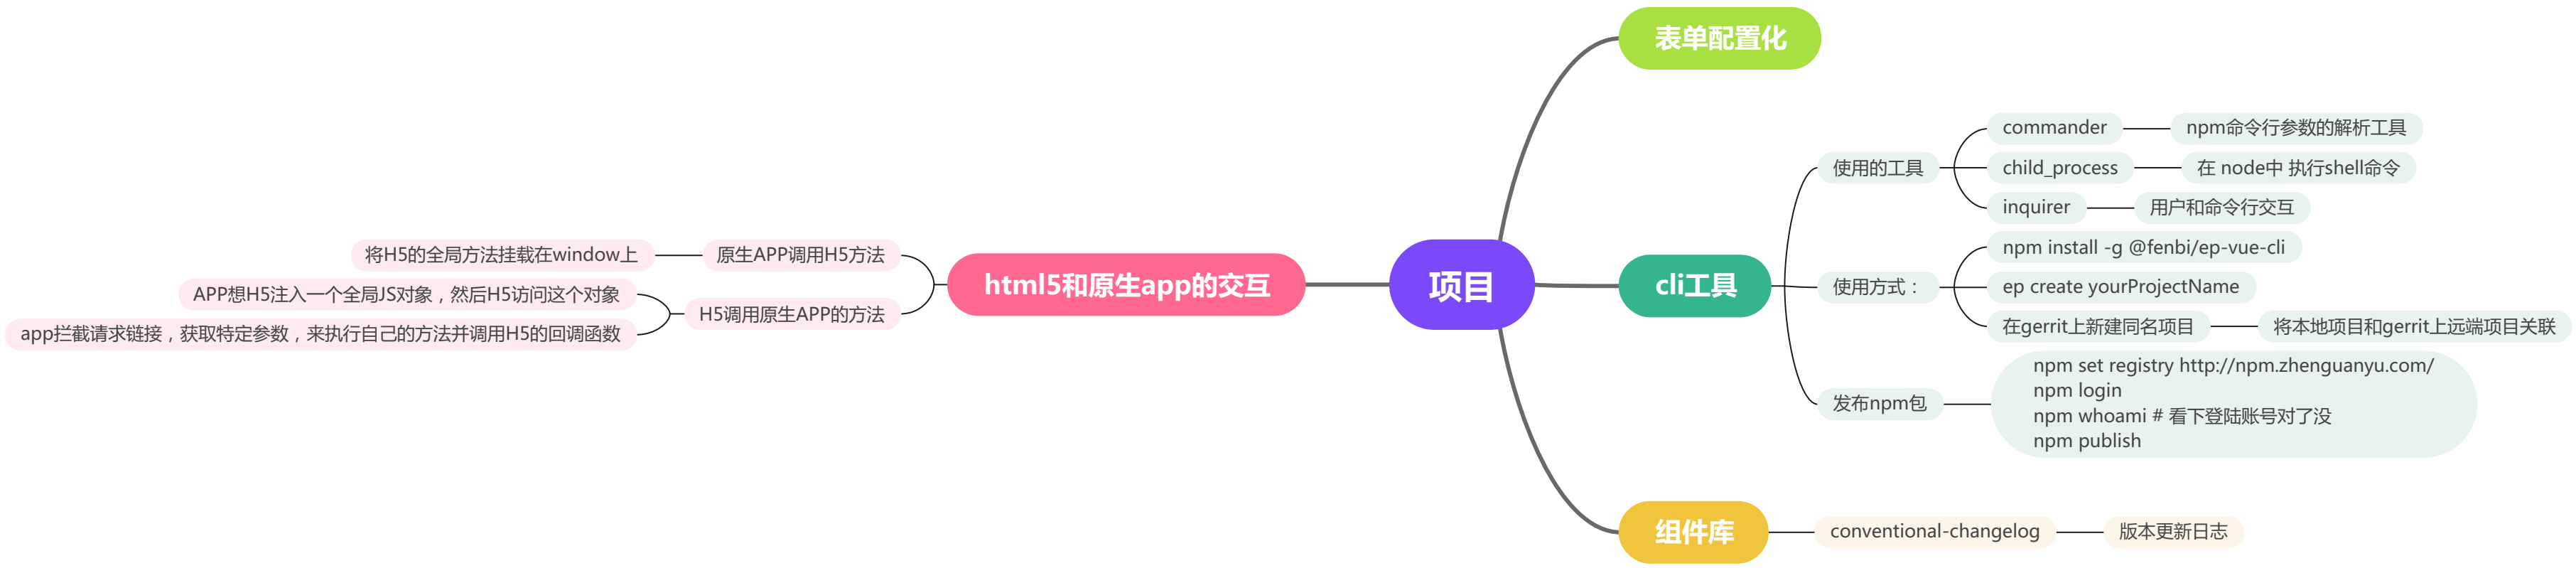 表单配置化
commander
npm命令行参数的解析工具
使用的工具
child_process
在 node中 执行shell命令
inquirer
用户和命令行交互
将H5的全局方法挂载在window上
原生APP调用H5方法
npm install -g @fenbi/ep-vue-cli
html5和原生app的交互
项目
cli工具
使用方式：
ep create yourProjectName
APP想H5注入一个全局JS对象，然后H5访问这个对象
H5调用原生APP的方法
app拦截请求链接，获取特定参数，来执行自己的方法并调用H5的回调函数
在gerrit上新建同名项目
将本地项目和gerrit上远端项目关联
发布npm包
npm set registry http://npm.zhenguanyu.com/
npm login
npm whoami # 看下登陆账号对了没
npm publish
组件库
conventional-changelog
版本更新日志